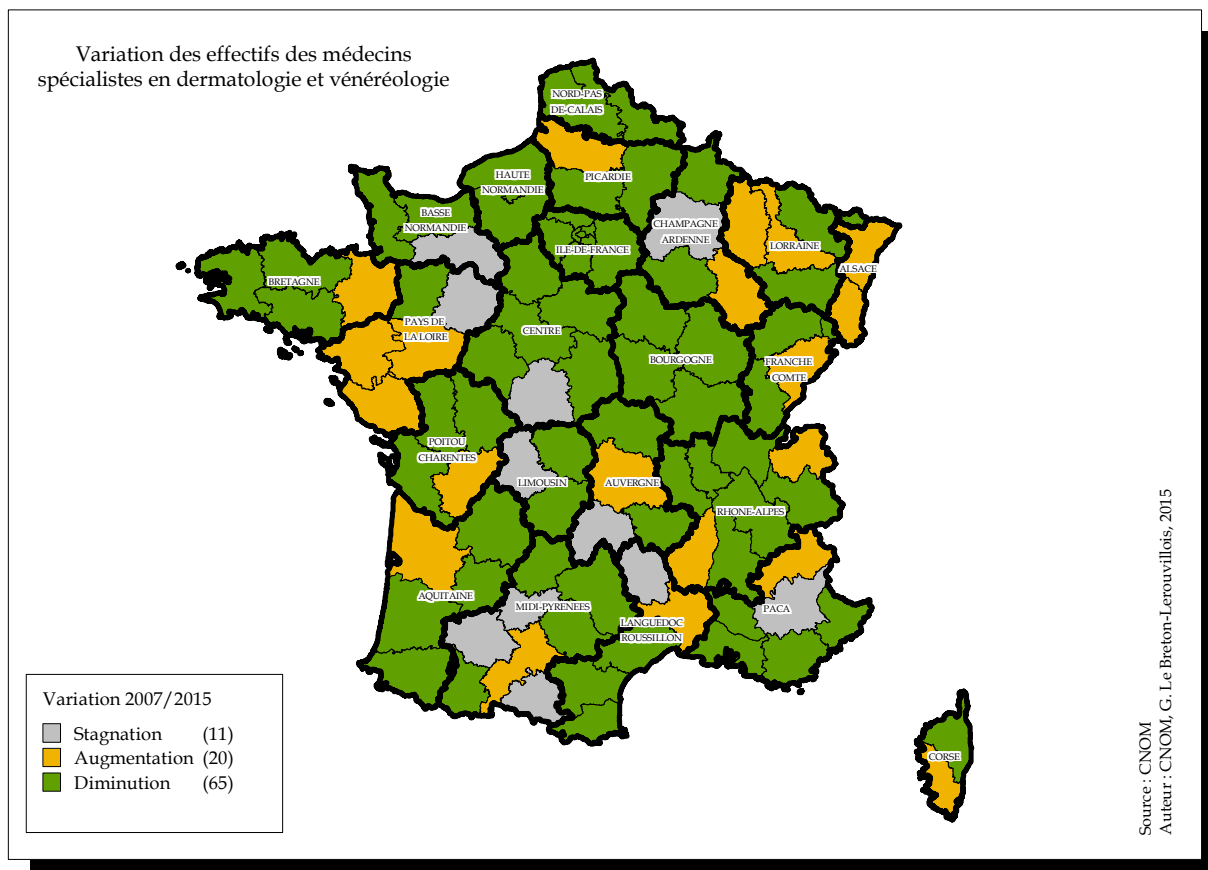 Variation des effectifs des médecins
spécialistes en dermatologie et vénéréologie
NORD-PAS
DE-CALAIS
PICARDIE
HAUTE
NORMANDIE
BASSE
NORMANDIE
CHAMPAGNE
ARDENNE
ILE-DE-FRANCE
LORRAINE
ALSACE
BRETAGNE
PAYS DE
LA LOIRE
CENTRE
BOURGOGNE
FRANCHE
COMTE
POITOU
CHARENTES
LIMOUSIN
AUVERGNE
RHONE-ALPES
AQUITAINE
MIDI-PYRENEES
LANGUEDOC
ROUSSILLON
PACA
CORSE
Variation 2007/2015
Stagnation (11)
Augmentation (20)
Diminution (65)
Source : CNOM
Auteur : CNOM, G. Le Breton-Lerouvillois, 2015